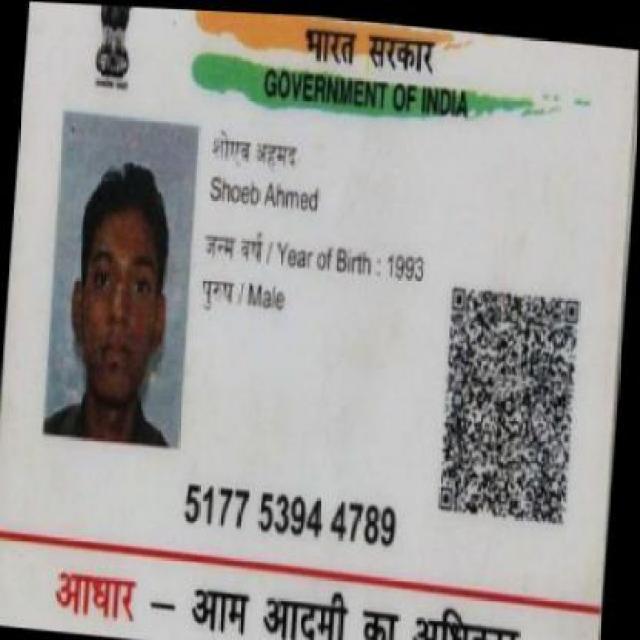 भारत सरकार
GOVERNMENT OF INDIA
शोएब अहमद
Shoeb Ahmed
जन्म वर्ष / Year of Birth : 1993
पुरुष / Male
5177 5394 4789
आधार – आम आदमी का अधिकार